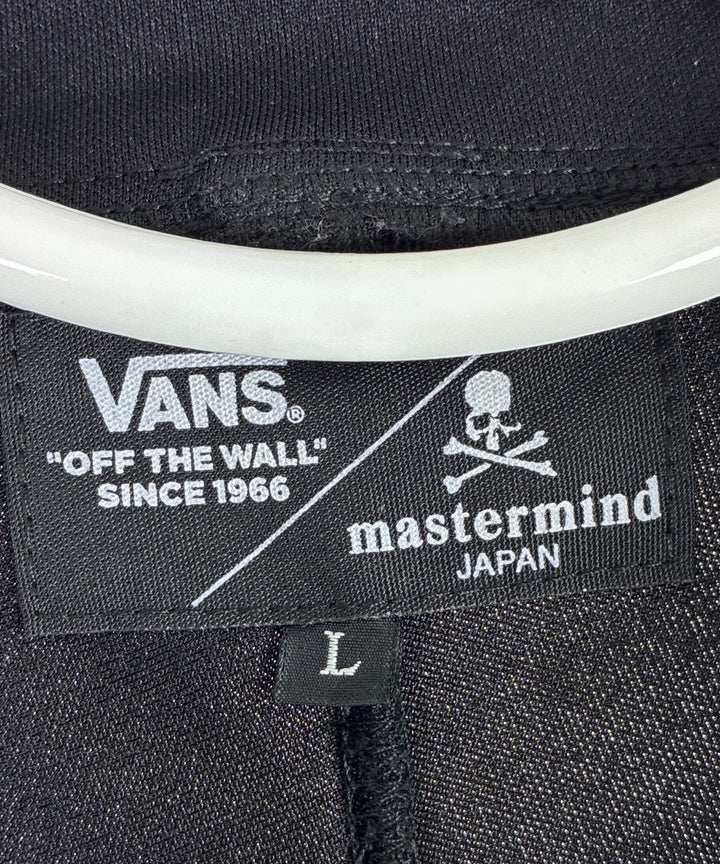 VANS®
"OFF THE WALL"
SINCE 1966
mastermind
JAPAN
L